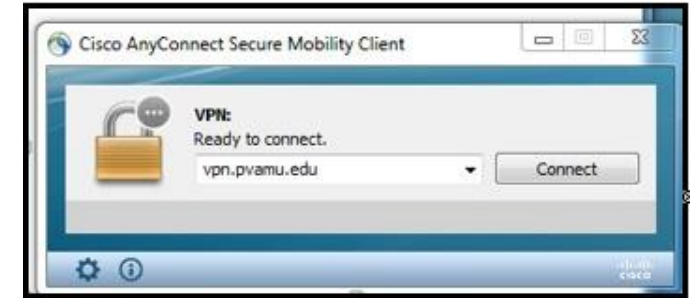 Cisco AnyConnect Secure Mobility Client
VPN:
Ready to connect.
vpn.pvamu.edu
Connect
cisco